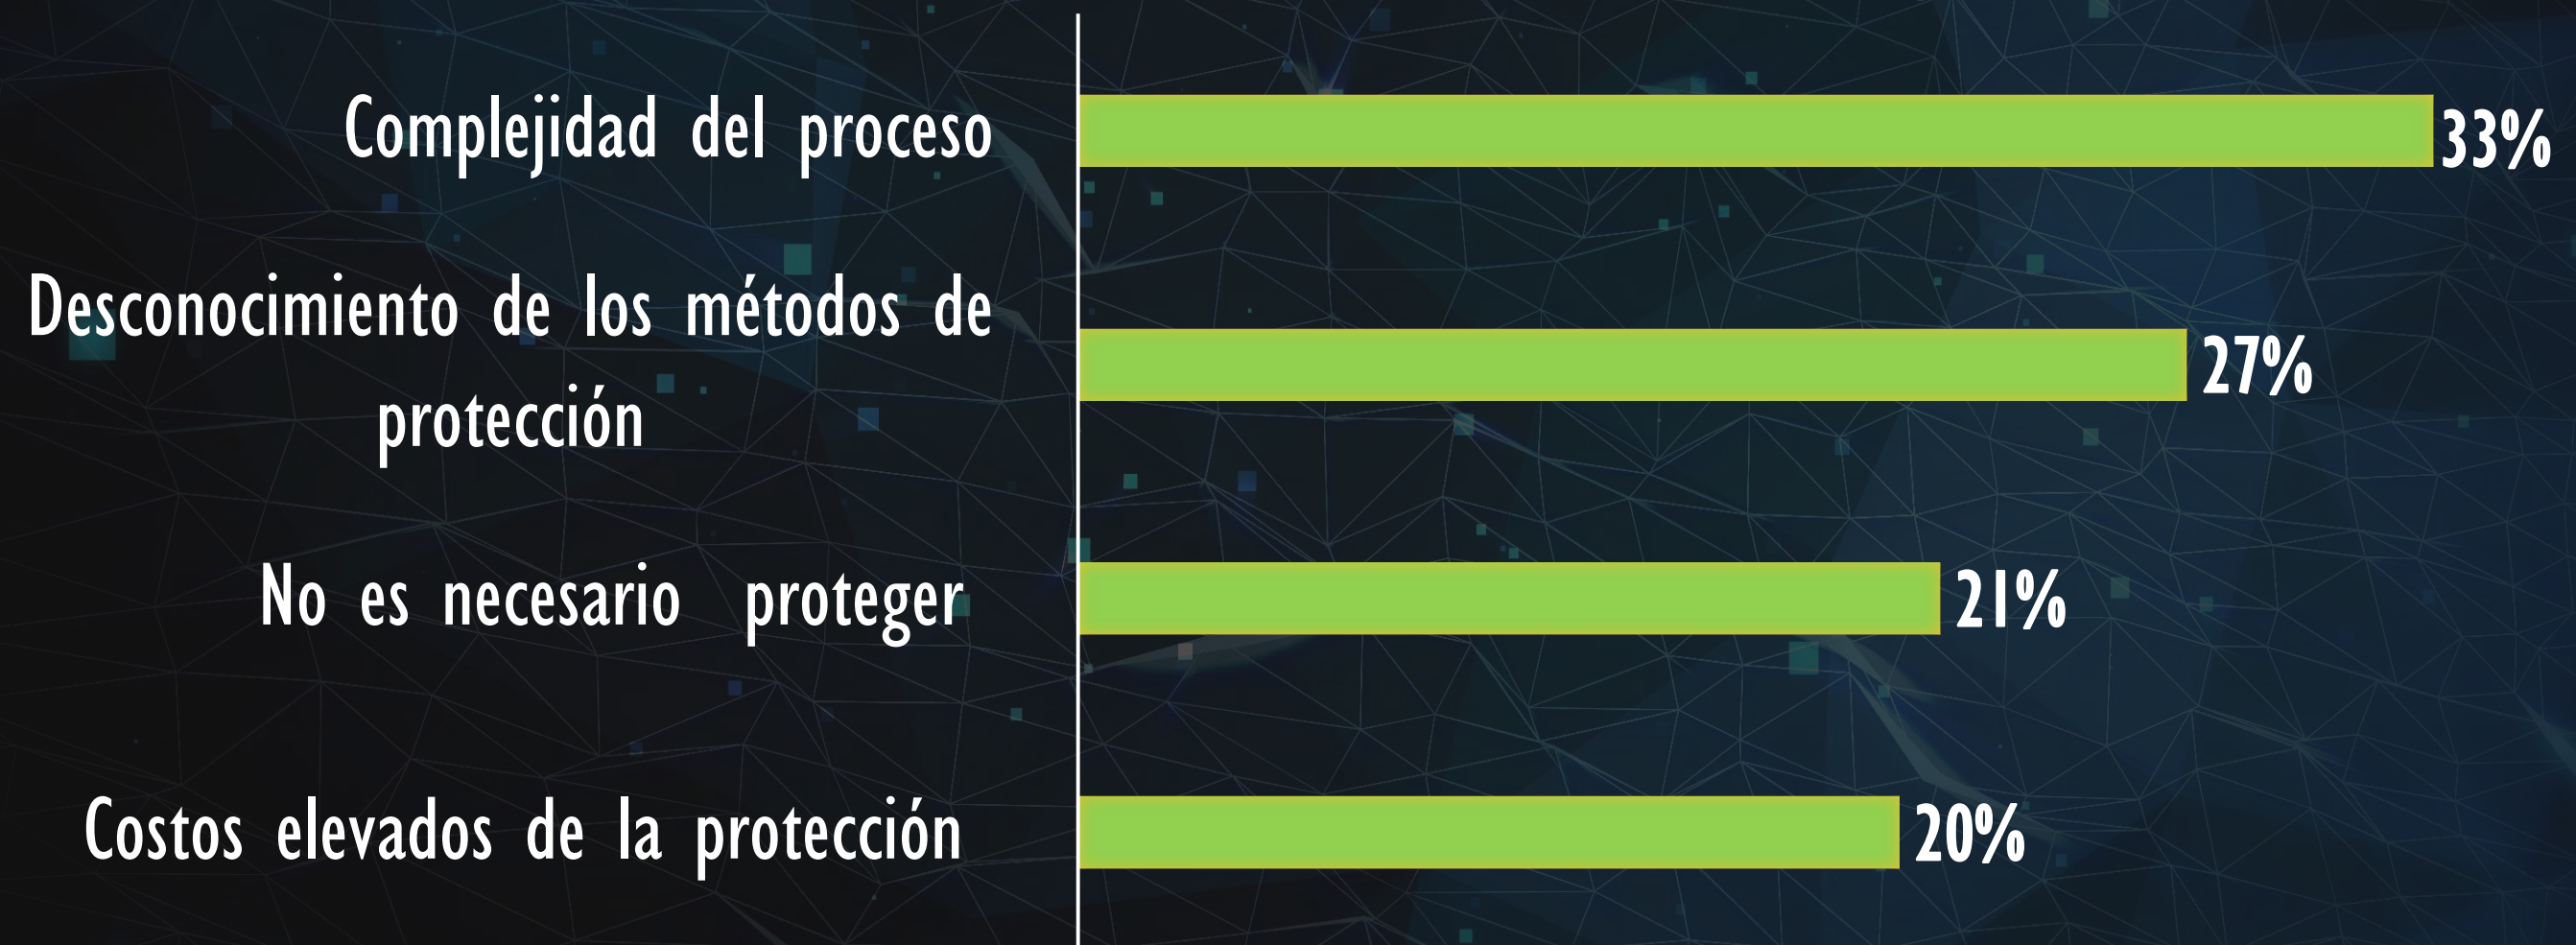 Complejidad del proceso
33%
Desconocimiento de los métodos de
protección
27%
No es necesario proteger
21%
Costos elevados de la protección
20%